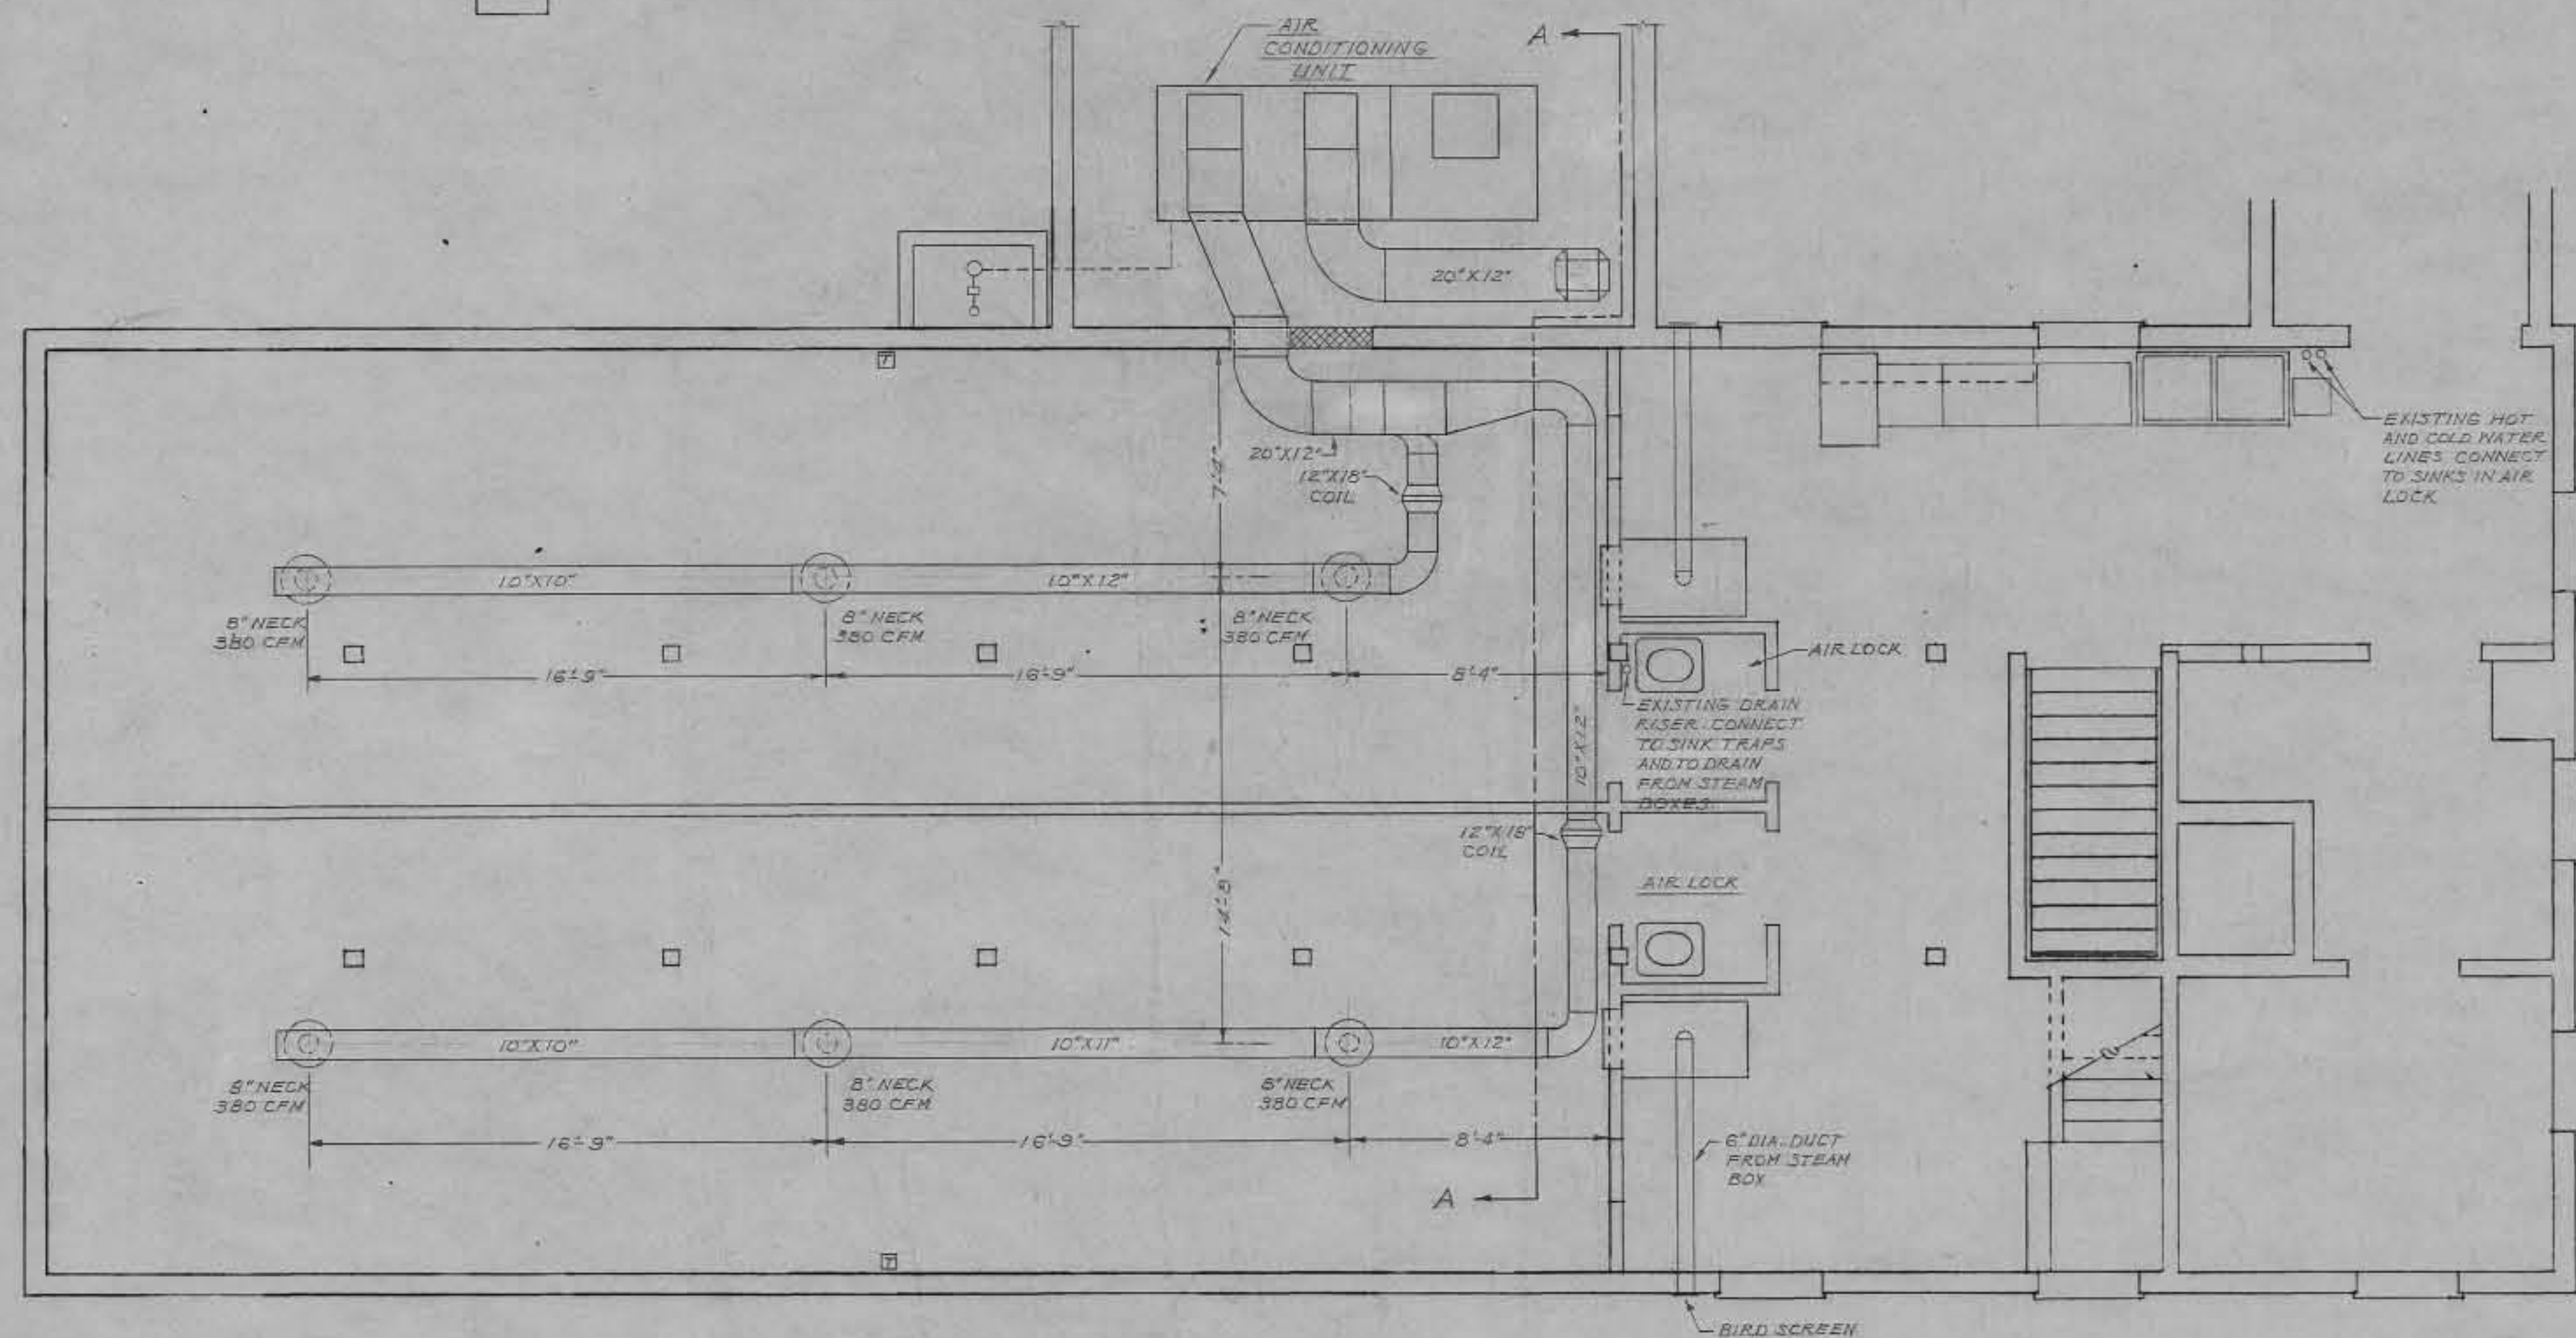 AIR
CONDITIONING
UNIT
A
20"X12"
T
20"X12"
12"X18"
COIL
7'-4"
EXISTING HOT
AND COLD WATER
LINES CONNECT
TO SINKS IN AIR
LOCK
10"X10"
10"X12"
8" NECK
380 CFM
8" NECK
380 CFM
8" NECK
380 CFM
16'-9"
16'-9"
8'-4"
AIR LOCK
EXISTING DRAIN
RISER. CONNECT
TO SINK TRAPS
AND TO DRAIN
FROM STEAM
BOXES.
10"X12"
12"X18"
COIL
AIR LOCK
14'-8"
10"X10"
10"X11"
10"X12"
8" NECK
380 CFM
8" NECK
380 CFM
8" NECK
380 CFM
16'-9"
16'-9"
8'-4"
6" DIA. DUCT
FROM STEAM
BOX
A
T
BIRD SCREEN